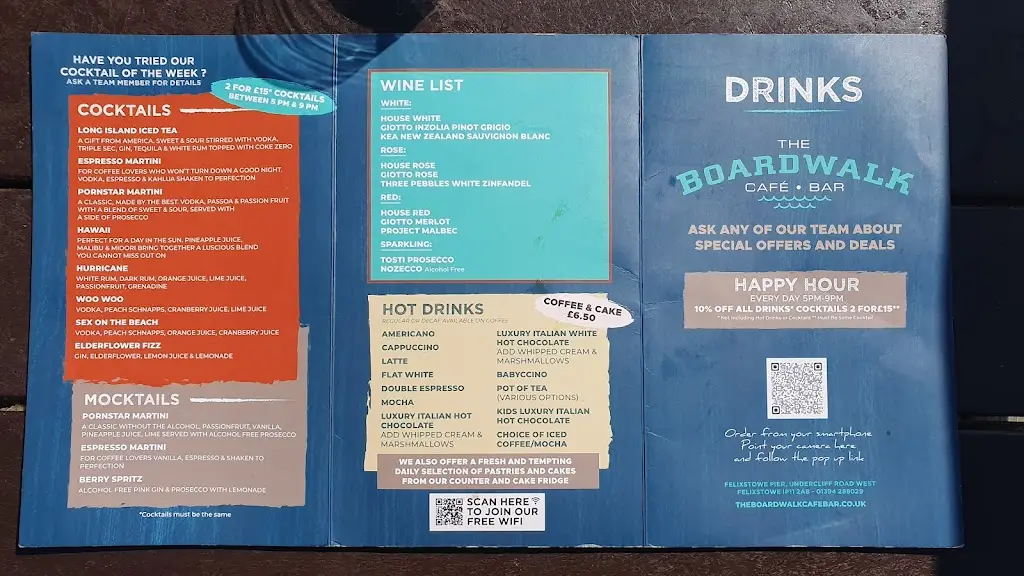 HAVE YOU TRIED OUR
COCKTAIL OF THE WEEK ?
ASK A TEAM MEMBER FOR DETAILS
2 FOR £15* COCKTAILS
BETWEEN 5 PM & 9 PM
COCKTAILS
LONG ISLAND ICED TEA
A GIFT FROM AMERICA, SWEET & SOUR STIRRED WITH VODKA,
TRIPLE SEC, GIN, TEQUILA & WHITE RUM TOPPED WITH COKE ZERO
ESPRESSO MARTINI
FOR COFFEE LOVERS WHO WON'T TURN DOWN A GOOD NIGHT.
VODKA, ESPRESSO & KAHLUA SHAKEN TO PERFECTION
PORNSTAR MARTINI
A CLASSIC, MADE BY THE BEST. VODKA, PASSOA & PASSION FRUIT
WITH A BLEND OF SWEET & SOUR, SERVED WITH
A SIDE OF PROSECCO
HAWAII
PERFECT FOR A DAY IN THE SUN. PINEAPPLE JUICE,
MALIBU & MIDORI BRING TOGETHER A LUSCIOUS BLEND
YOU CANNOT MISS OUT ON
HURRICANE
WHITE RUM, DARK RUM, ORANGE JUICE, LIME JUICE,
PASSIONFRUIT, GRENADINE
WOO WOO
VODKA, PEACH SCHNAPPS, CRANBERRY JUICE, LIME JUICE
SEX ON THE BEACH
VODKA, PEACH SCHNAPPS, ORANGE JUICE, CRANBERRY JUICE
ELDERFLOWER FIZZ
GIN, ELDERFLOWER, LEMON JUICE & LEMONADE
MOCKTAILS
PORNSTAR MARTINI
A CLASSIC WITHOUT THE ALCOHOL, PASSIONFRUIT, VANILLA,
PINEAPPLE JUICE, LIME SERVED WITH ALCOHOL FREE PROSECCO
ESPRESSO MARTINI
FOR COFFEE LOVERS VANILLA, ESPRESSO & SHAKEN TO
PERFECTION
BERRY SPRITZ
ALCOHOL FREE PINK GIN & PROSECCO WITH LEMONADE
*Cocktails must be the same
WINE LIST
WHITE:
HOUSE WHITE
GIOTTO INZOLIA PINOT GRIGIO
KEA NEW ZEALAND SAUVIGNON BLANC
ROSE:
HOUSE ROSE
GIOTTO ROSE
THREE PEBBLES WHITE ZINFANDEL
RED:
HOUSE RED
GIOTTO MERLOT
PROJECT MALBEC
SPARKLING:
TOSTI PROSECCO
NOZECCO Alcohol Free
HOT DRINKS
REGULAR OR DECAF AVAILABLE ON COFFEE
COFFEE & CAKE
£6.50
AMERICANO
CAPPUCCINO
LATTE
FLAT WHITE
DOUBLE ESPRESSO
MOCHA
LUXURY ITALIAN HOT
CHOCOLATE
ADD WHIPPED CREAM &
MARSHMALLOWS
LUXURY ITALIAN WHITE
HOT CHOCOLATE
ADD WHIPPED CREAM &
MARSHMALLOWS
BABYCCINO
POT OF TEA
(VARIOUS OPTIONS)
KIDS LUXURY ITALIAN
HOT CHOCOLATE
CHOICE OF ICED
COFFEE/MOCHA
WE ALSO OFFER A FRESH AND TEMPTING
DAILY SELECTION OF PASTRIES AND CAKES
FROM OUR COUNTER AND CAKE FRIDGE
SCAN HERE
TO JOIN OUR
FREE WIFI
DRINKS
THE
BOARDWALK
CAFÉ • BAR
ASK ANY OF OUR TEAM ABOUT
SPECIAL OFFERS AND DEALS
HAPPY HOUR
EVERY DAY 5PM-9PM
10% OFF ALL DRINKS* COCKTAILS 2 FOR£15**
* Not Including Hot Drinks or Cocktails ** Must Be Same Cocktail
Order from your smartphone
Point your camera here
and follow the pop up link
FELIXSTOWE PIER, UNDERCLIFF ROAD WEST
FELIXSTOWE IP11 2AB - 01394 288029
THEBOARDWALKCAFEBAR.CO.UK